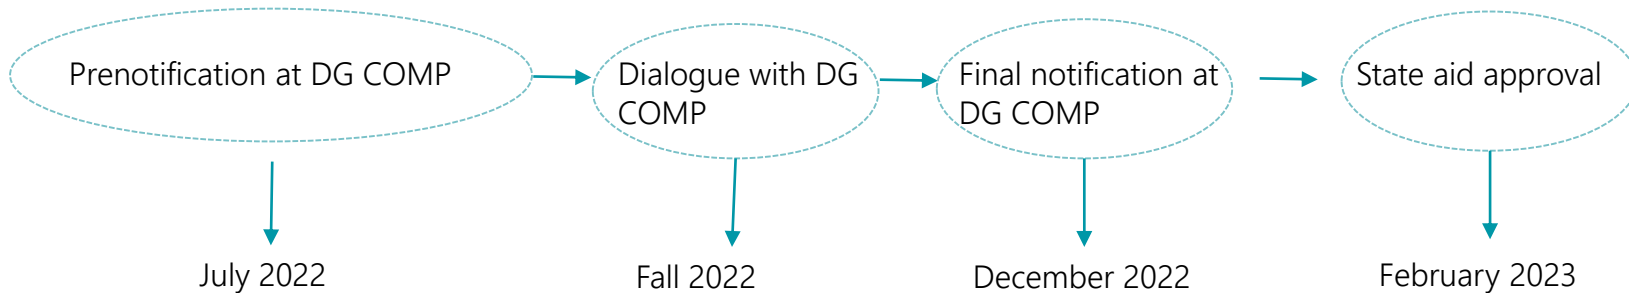 Prenotification at DG COMP
Dialogue with DG
COMP
Final notification at
DG COMP
State aid approval
July 2022
Fall 2022
December 2022
February 2023